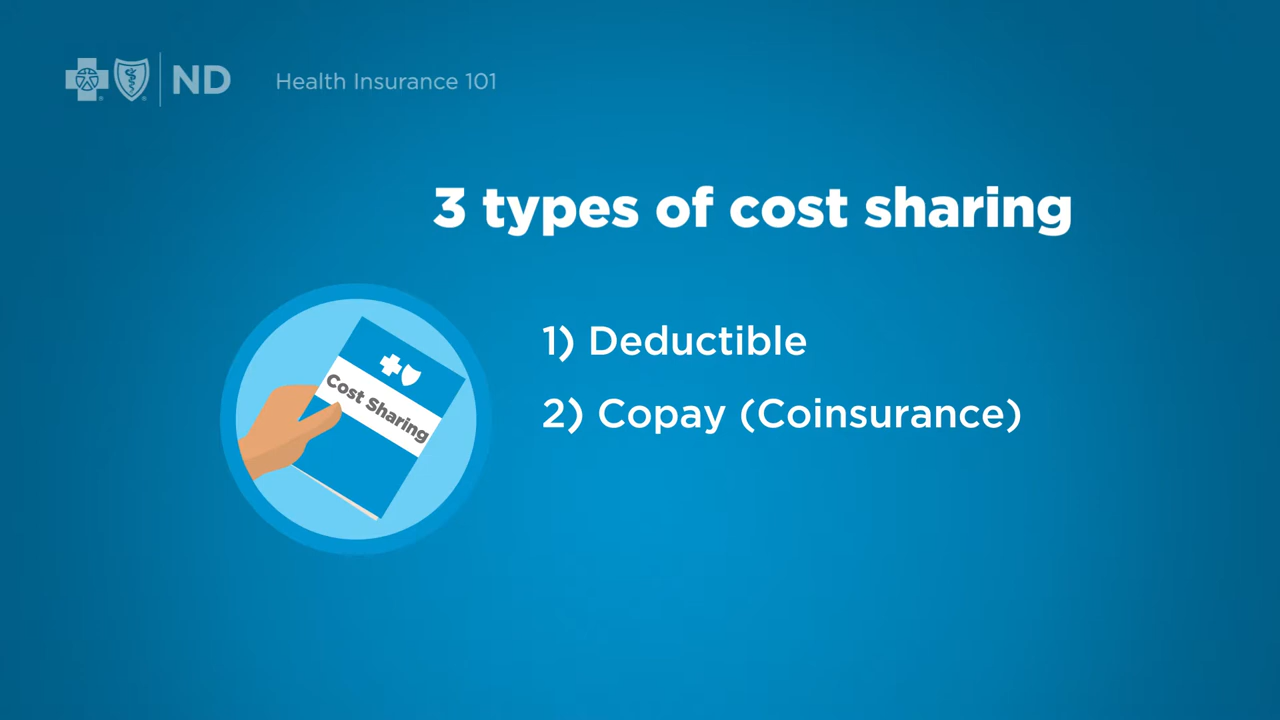 ND
Health Insurance 101
3 types of cost sharing
1) Deductible
2) Copay (Coinsurance)
Cost Sharing